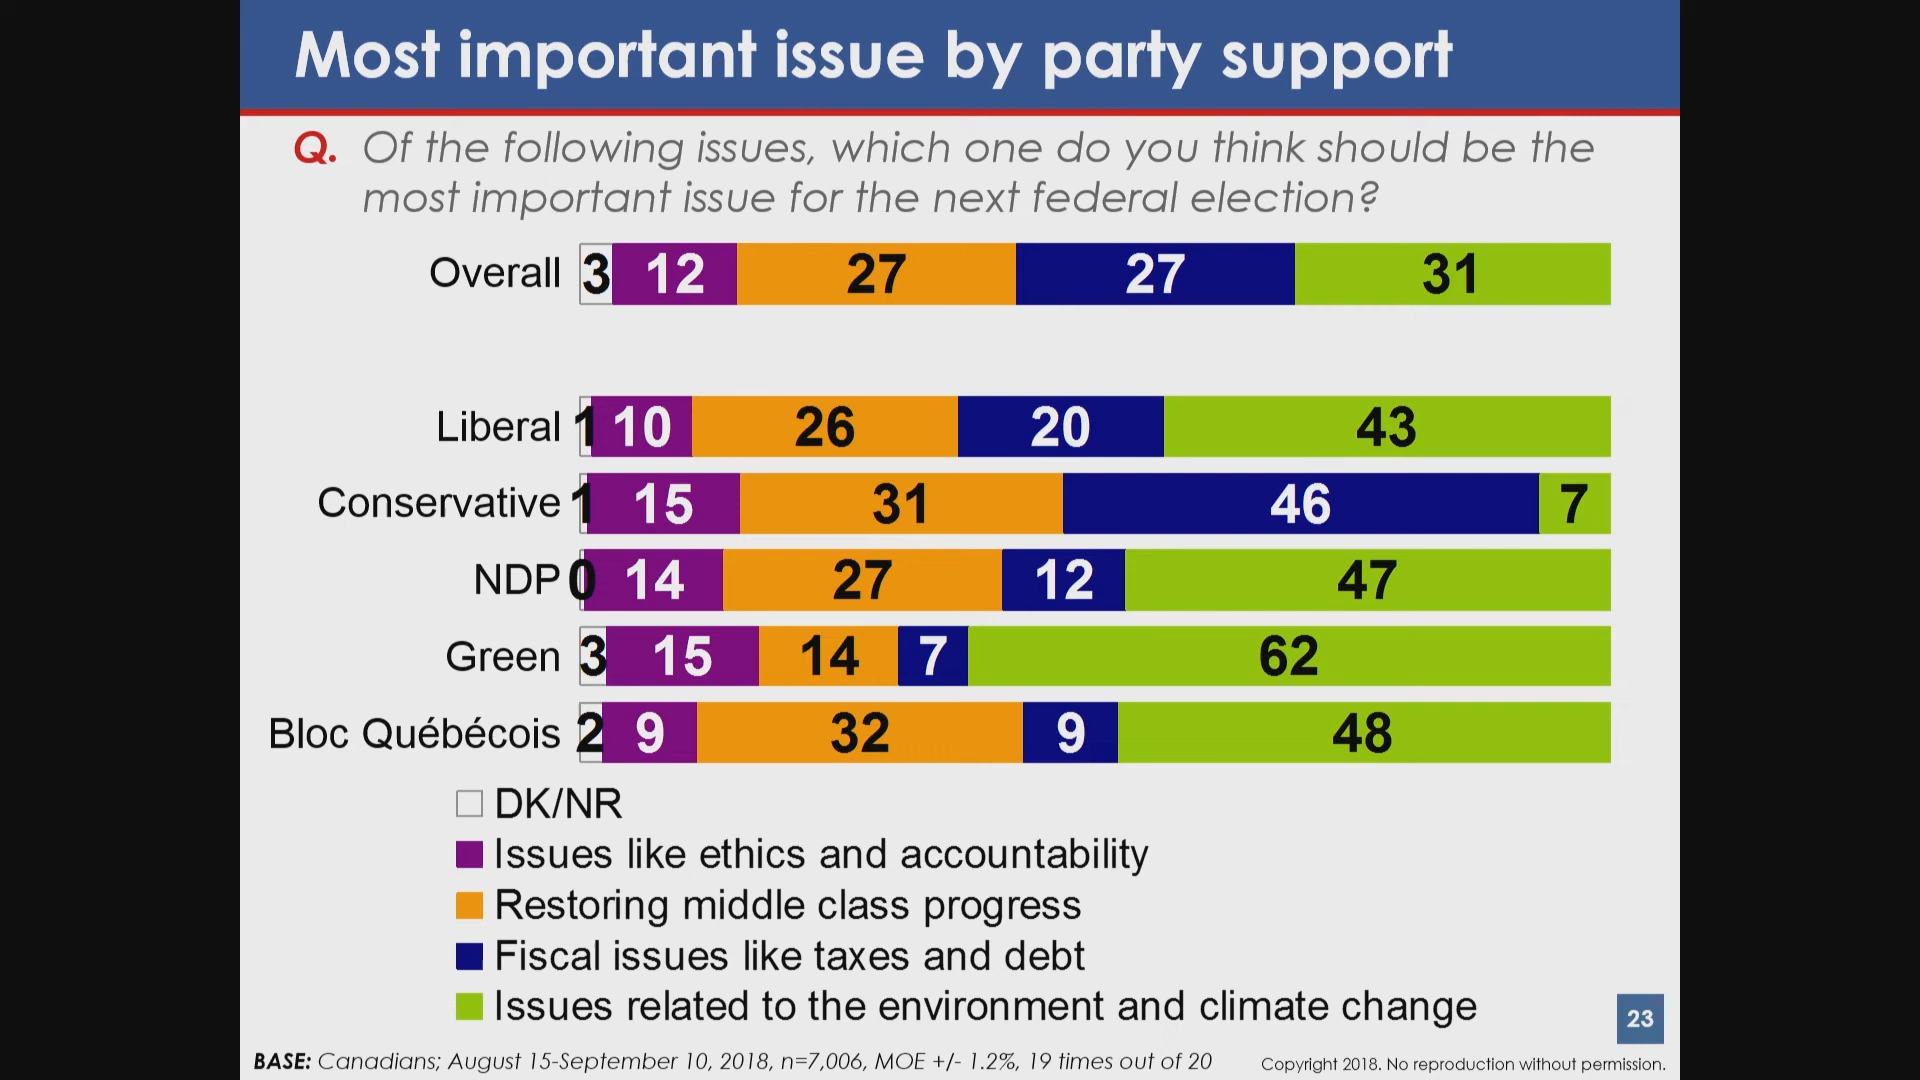 Most important issue by party support
Q. Of the following issues, which one do you think should be the
most important issue for the next federal election?
Overall 3 12 27 27 31
Liberal 1 10 26 20 43
Conservative 1 15 31 46 7
NDP 0 14 27 12 47
Green 3 15 14 7 62
Bloc Québécois 2 9 32 9 48
DK/NR
Issues like ethics and accountability
Restoring middle class progress
Fiscal issues like taxes and debt
Issues related to the environment and climate change
23
BASE: Canadians; August 15-September 10, 2018, n=7,006, MOE +/- 1.2%, 19 times out of 20
Copyright 2018. No reproduction without permission.